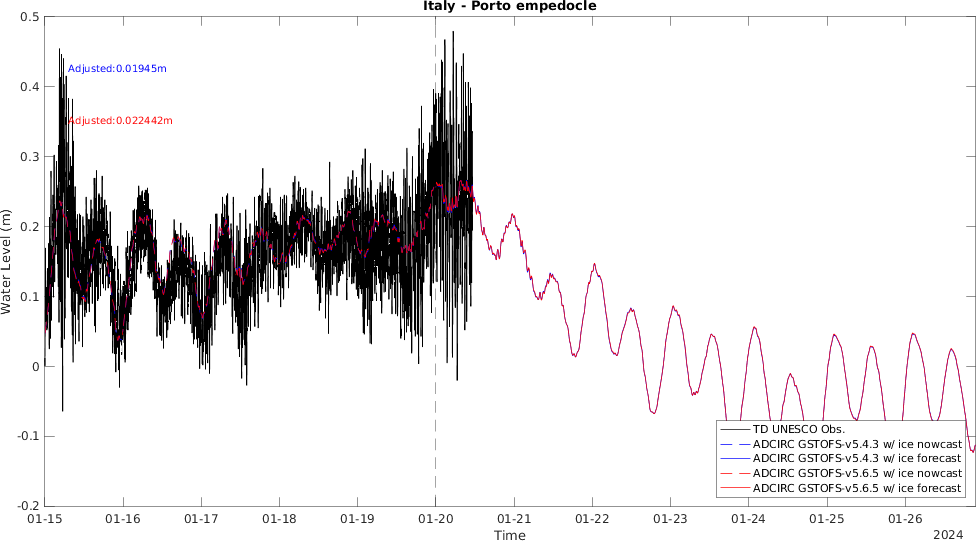 Italy - Porto empedocle
0.5
Adjusted:0.01945m
0.4
Adjusted:0.022442m
0.3
0.2
Water Level (m)
0.1
0
-0.1
TD UNESCO Obs.
ADCIRC GSTOFS-v5.4.3 w/ ice nowcast
ADCIRC GSTOFS-v5.4.3 w/ ice forecast
ADCIRC GSTOFS-v5.6.5 w/ ice nowcast
ADCIRC GSTOFS-v5.6.5 w/ ice forecast
-0.2
01-15 01-16 01-17 01-18 01-19 01-20 01-21 01-22 01-23 01-24 01-25 01-26
Time
2024